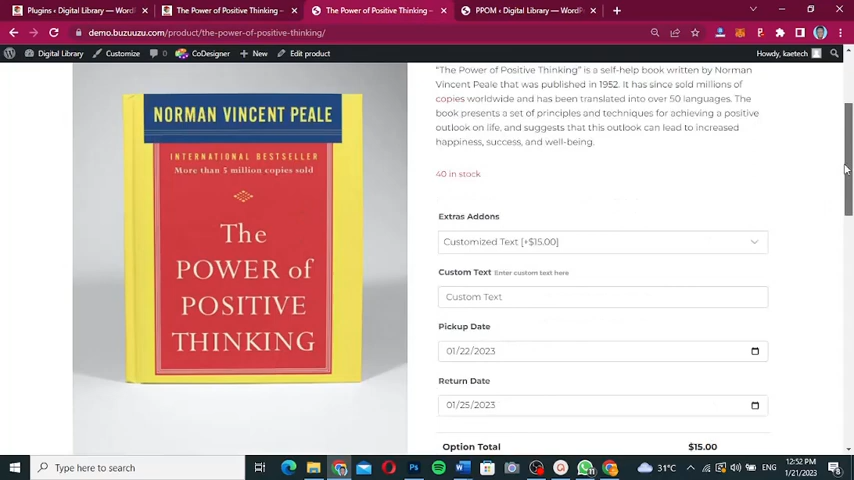 Plugins ‹ Digital Library — WordP
The Power of Positive Thinking –
The Power of Positive Thinking –
PPOM ‹ Digital Library — WordPr
demo.buzuuzu.com/product/the-power-of-positive-thinking/
Digital Library
Customize
0
CoDesigner
+ New
Edit product
Howdy, kaetech
NORMAN VINCENT PEALE
INTERNATIONAL BESTSELLER
More than 5 million copies sold
The
POWER of
POSITIVE
THINKING
"The Power of Positive Thinking" is a self-help book written by Norman
Vincent Peale that was published in 1952. It has since sold millions of
copies worldwide and has been translated into over 50 languages. The
book presents a set of principles and techniques for achieving a positive
outlook on life, and suggests that this outlook can lead to increased
happiness, success, and well-being.
40 in stock
Extras Addons
Customized Text [+$15.00]
Custom Text Enter custom text here
Custom Text
Pickup Date
01/22/2023
Return Date
01/25/2023
Option Total $15.00
Type here to search
31°C
ENG
12:52 PM
1/21/2023